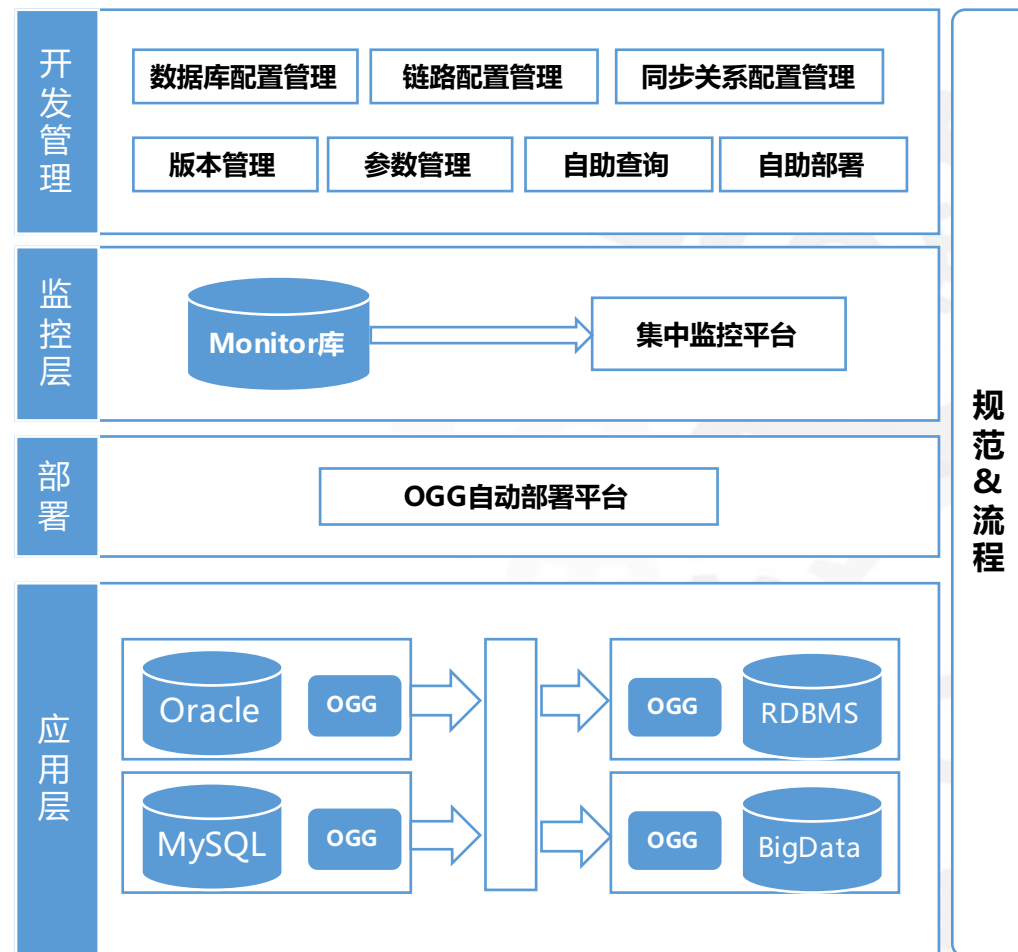 开发管理
数据库配置管理
链路配置管理
同步关系配置管理
版本管理
参数管理
自助查询
自助部署
监控层
Monitor库
集中监控平台
部署
OGG自动部署平台
应用层
Oracle
OGG
OGG
RDBMS
MySQL
OGG
OGG
BigData
规范&流程